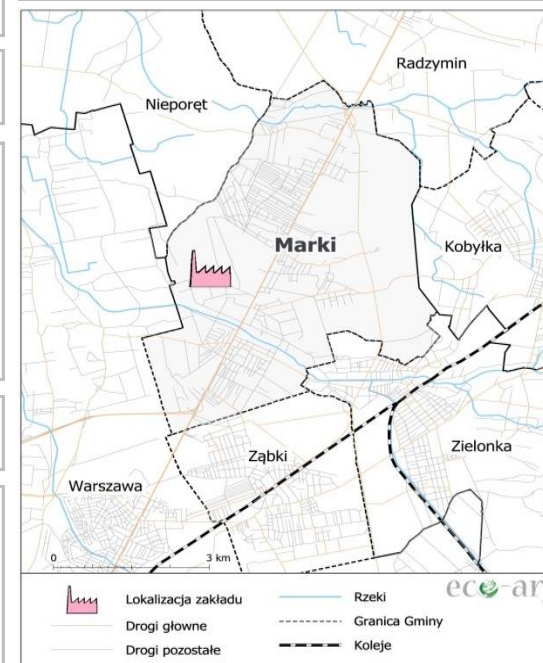 Radzymin
Nieporęt
Marki
Kobyłka
Ząbki
Zielonka
Warszawa
0 3 km
Lokalizacja zakładu
Drogi głowne
Drogi pozostałe
Rzeki
Granica Gminy
Koleje